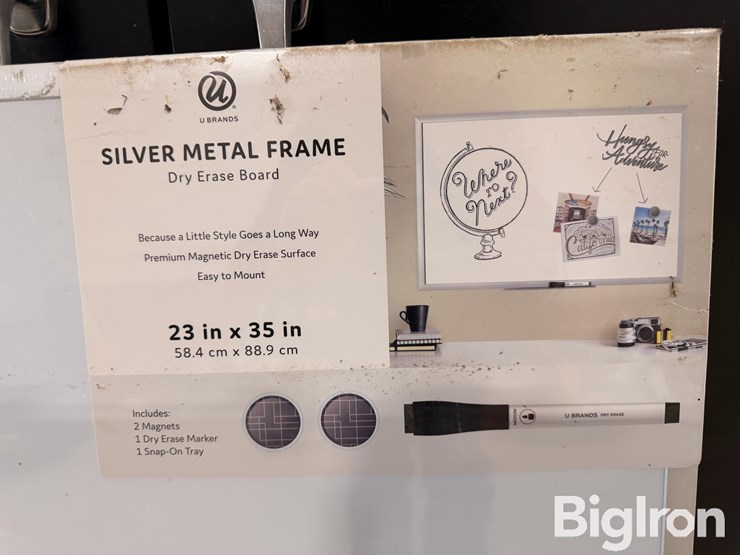 U BRANDS
SILVER METAL FRAME
Dry Erase Board
Because a Little Style Goes a Long Way
Premium Magnetic Dry Erase Surface
Easy to Mount
23 in x 35 in
58.4 cm x 88.9 cm
Includes:
2 Magnets
1 Dry Erase Marker
1 Snap-On Tray
Where
to
Next?
Hungry for
Adventure
California
MEDIUM
U BRANDS DRY ERASE
BigIron